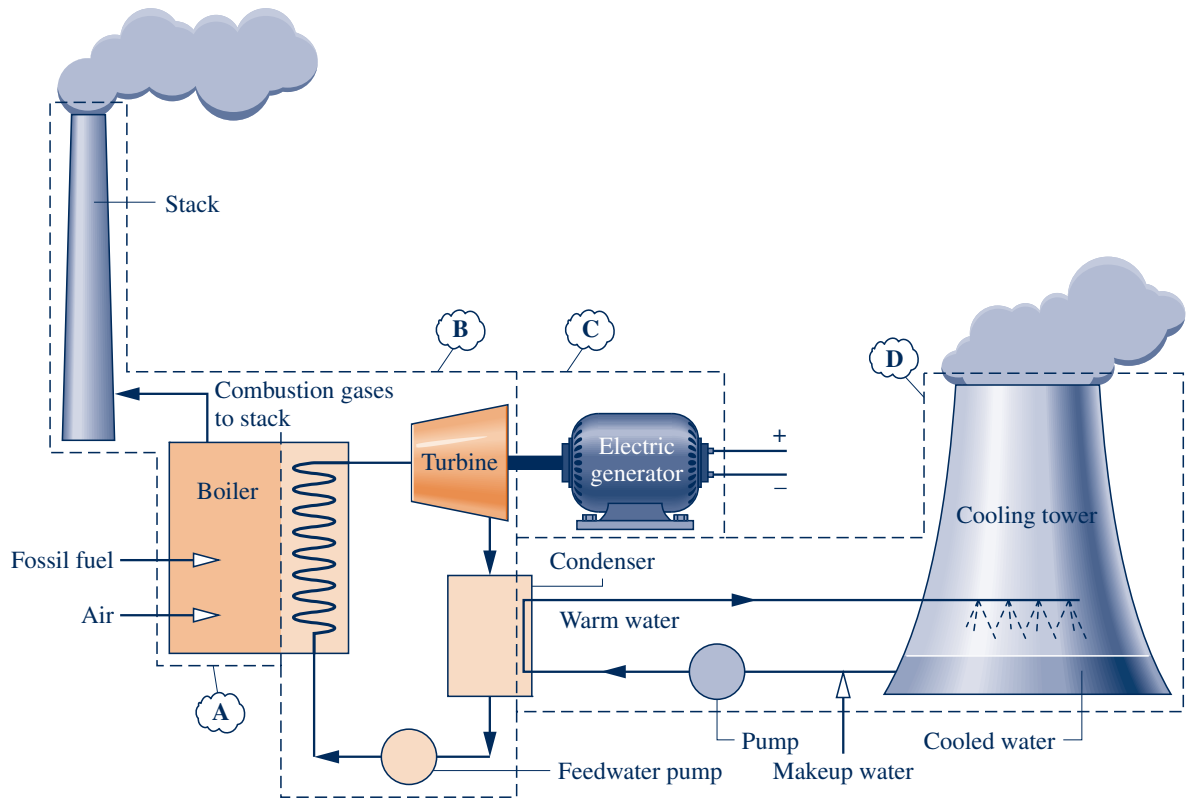 Stack
B
C
D
Combustion gases
to stack
+
Electric
generator
Turbine
Boiler
−
Cooling tower
Fossil fuel
Condenser
Air
Warm water
A
Pump
Cooled water
Feedwater pump
Makeup water